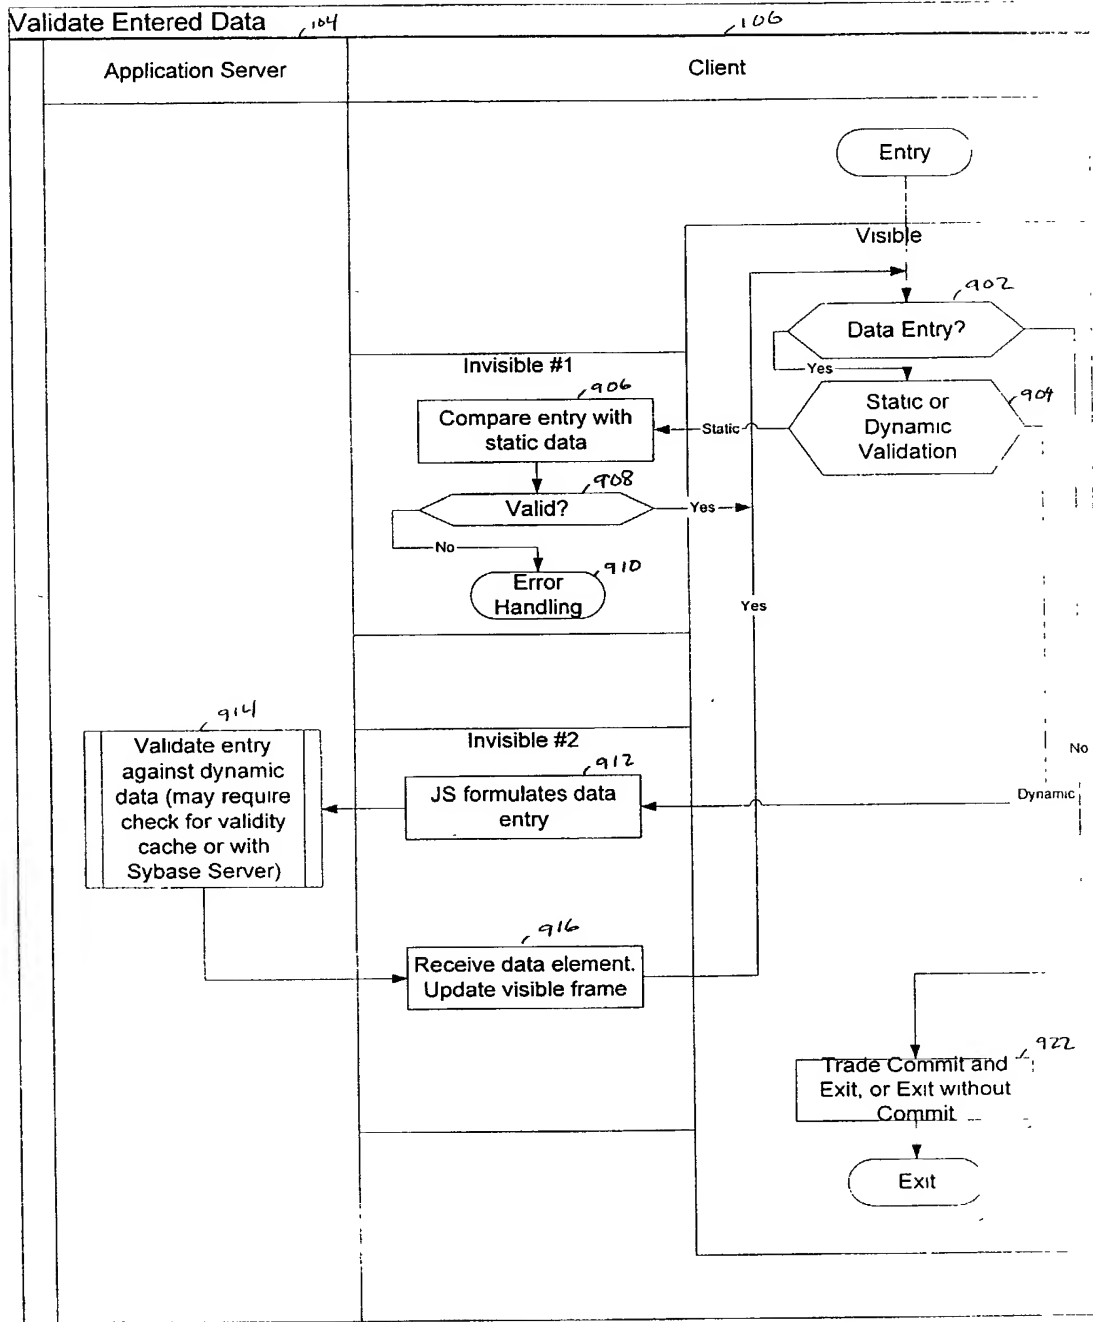 Validate Entered Data
104
106
Application Server
Client
Entry
Visible
902
Data Entry?
Yes
Invisible #1
906
904
Compare entry with
static data
Static
Static or
Dynamic
Validation
908
Valid?
Yes
No
910
Error
Handling
Yes
914
Validate entry
against dynamic
data (may require
check for validity
cache or with
Sybase Server)
Invisible #2
912
JS formulates data
entry
No
Dynamic
916
Receive data element.
Update visible frame
922
Trade Commit and
Exit, or Exit without
Commit
Exit